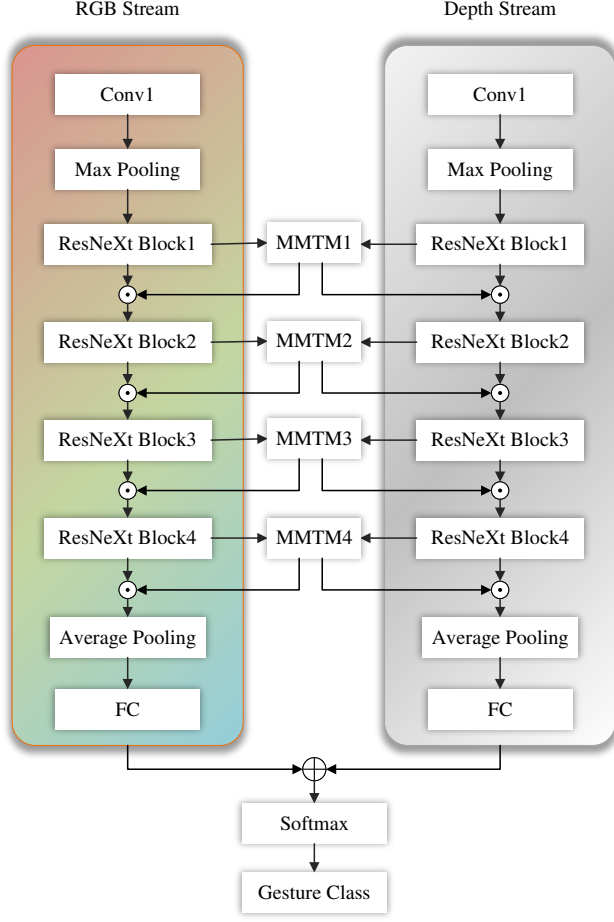 RGB Stream
Depth Stream
Conv1
Conv1
Max Pooling
Max Pooling
ResNeXt Block1
MMTM1
ResNeXt Block1
ResNeXt Block2
MMTM2
ResNeXt Block2
ResNeXt Block3
MMTM3
ResNeXt Block3
ResNeXt Block4
MMTM4
ResNeXt Block4
Average Pooling
Average Pooling
FC
FC
Softmax
Gesture Class